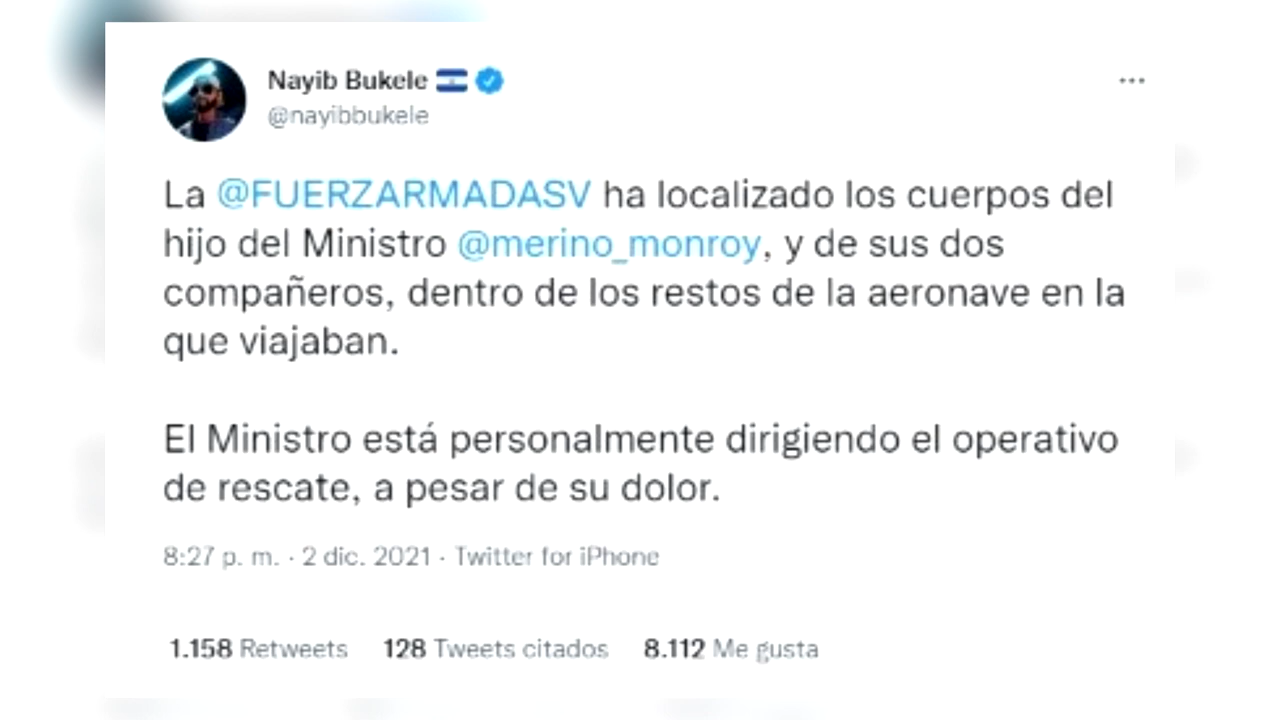 Nayib Bukele
@nayibbukele
La @FUERZARMADASV ha localizado los cuerpos del
hijo del Ministro @merino_monroy, y de sus dos
compañeros, dentro de los restos de la aeronave en la
que viajaban.
El Ministro está personalmente dirigiendo el operativo
de rescate, a pesar de su dolor.
8:27 p. m. · 2 dic. 2021 · Twitter for iPhone
1.158 Retweets 128 Tweets citados 8.112 Me gusta